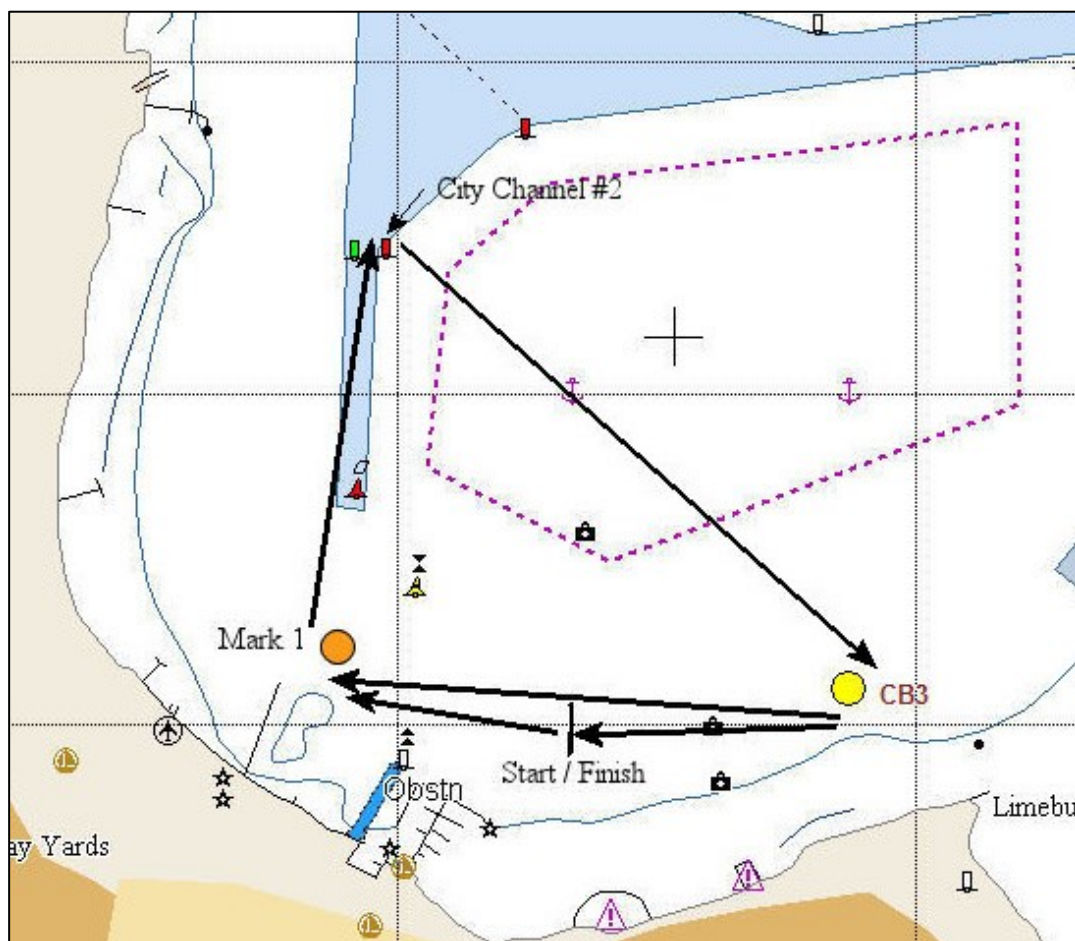 City Channel #2
Mark 1
CB3
Start / Finish
Obstn
Limebu
ay Yards